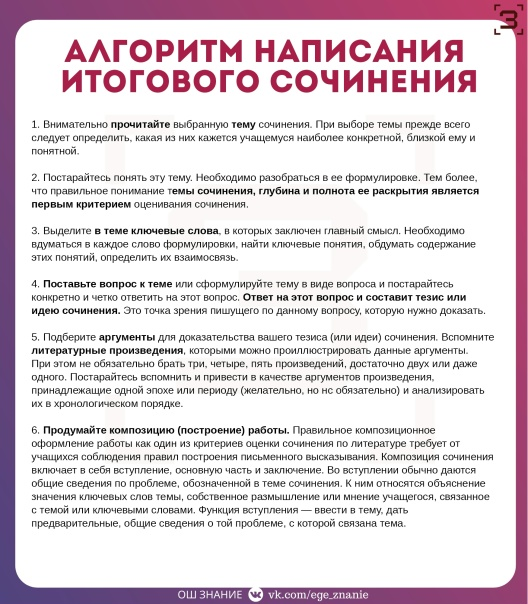 З
АЛГОРИТМ НАПИСАНИЯ
ИТОГОВОГО СОЧИНЕНИЯ
1. Внимательно прочитайте выбранную тему сочинения. При выборе темы прежде всего
следует определить, какая из них кажется учащемуся наиболее конкретной, близкой ему и
понятной.
2. Постарайтесь понять эту тему. Необходимо разобраться в ее формулировке. Тем более,
что правильное понимание темы сочинения, глубина и полнота ее раскрытия является
первым критерием оценивания сочинения.
3. Выделите в теме ключевые слова, в которых заключен главный смысл. Необходимо
вдуматься в каждое слово формулировки, найти ключевые понятия, обдумать содержание
этих понятий, определить их взаимосвязь.
4. Поставьте вопрос к теме или сформулируйте тему в виде вопроса и постарайтесь
конкретно и четко ответить на этот вопрос. Ответ на этот вопрос и составит тезис или
идею сочинения. Это точка зрения пишущего по данному вопросу, которую нужно доказать.
5. Подберите аргументы для доказательства вашего тезиса (или идеи) сочинения. Вспомните
литературные произведения, которыми можно проиллюстрировать данные аргументы.
При этом не обязательно брать три, четыре, пять произведений, достаточно двух или даже
одного. Постарайтесь вспомнить и привести в качестве аргументов произведения,
принадлежащие одной эпохе или периоду (желательно, но нс обязательно) и анализировать
их в хронологическом порядке.
6. Продумайте композицию (построение) работы. Правильное композиционное
оформление работы как один из критериев оценки сочинения по литературе требует от
учащихся соблюдения правил построения письменного высказывания. Композиция сочинения
включает в себя вступление, основную часть и заключение. Во вступлении обычно даются
общие сведения по проблеме, обозначенной в теме сочинения. К ним относятся объяснение
значения ключевых слов темы, собственное размышление или мнение учащегося, связанное
с темой или ключевыми словами. Функция вступления — ввести в тему, дать
предварительные, общие сведения о той проблеме, с которой связана тема.
ОШ ЗНАНИЕ vk.com/ege_znanie